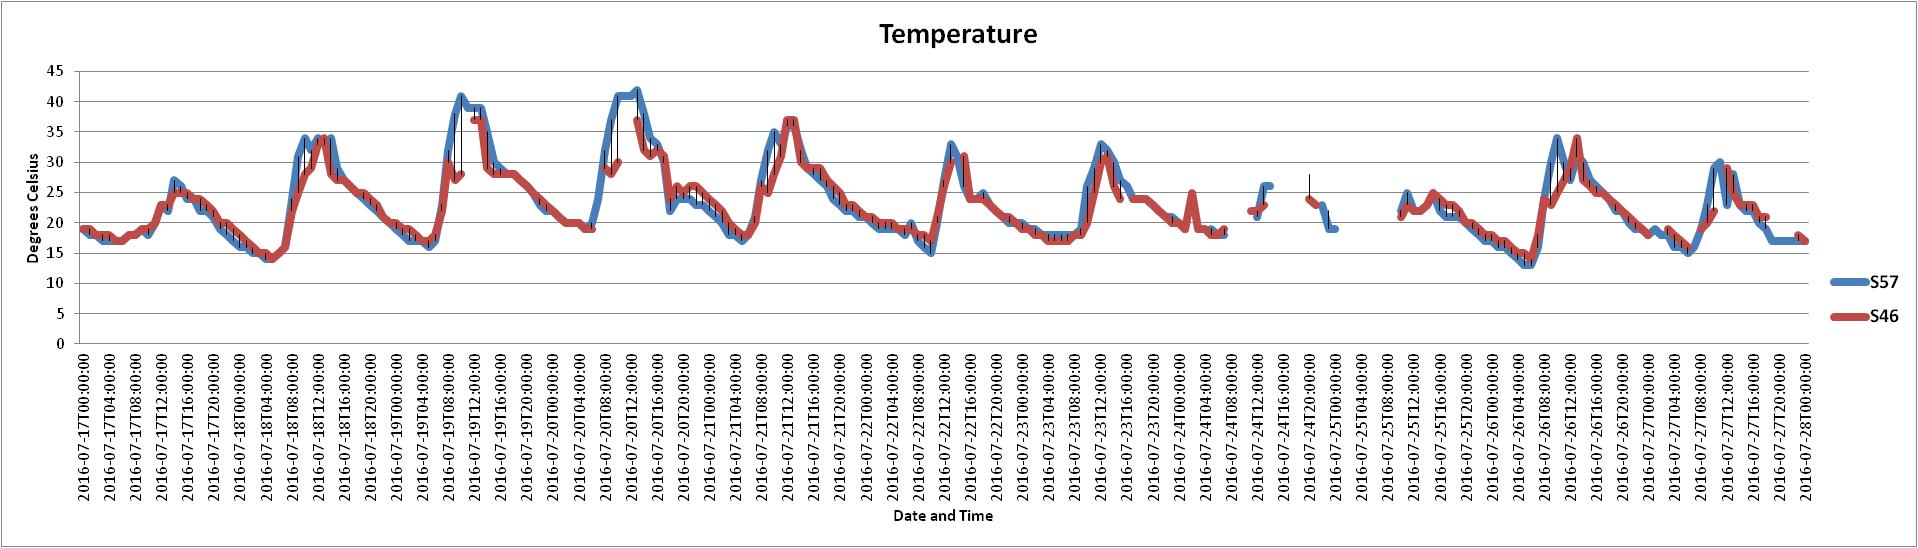 Temperature
Degrees Celsius
45
40
35
30
25
20
15
10
5
0
2016-07-17T00:00:00
2016-07-17T04:00:00
2016-07-17T08:00:00
2016-07-17T12:00:00
2016-07-17T16:00:00
2016-07-17T20:00:00
2016-07-18T00:00:00
2016-07-18T04:00:00
2016-07-18T08:00:00
2016-07-18T12:00:00
2016-07-18T16:00:00
2016-07-18T20:00:00
2016-07-19T00:00:00
2016-07-19T04:00:00
2016-07-19T08:00:00
2016-07-19T12:00:00
2016-07-19T16:00:00
2016-07-19T20:00:00
2016-07-20T00:00:00
2016-07-20T04:00:00
2016-07-20T08:00:00
2016-07-20T12:00:00
2016-07-20T16:00:00
2016-07-20T20:00:00
2016-07-21T00:00:00
2016-07-21T04:00:00
2016-07-21T08:00:00
2016-07-21T12:00:00
2016-07-21T16:00:00
2016-07-21T20:00:00
2016-07-22T00:00:00
2016-07-22T04:00:00
2016-07-22T08:00:00
2016-07-22T12:00:00
2016-07-22T16:00:00
2016-07-22T20:00:00
2016-07-23T00:00:00
2016-07-23T04:00:00
2016-07-23T08:00:00
2016-07-23T12:00:00
2016-07-23T16:00:00
2016-07-23T20:00:00
2016-07-24T00:00:00
2016-07-24T04:00:00
2016-07-24T08:00:00
2016-07-24T12:00:00
2016-07-24T16:00:00
2016-07-24T20:00:00
2016-07-25T00:00:00
2016-07-25T04:00:00
2016-07-25T08:00:00
2016-07-25T12:00:00
2016-07-25T16:00:00
2016-07-25T20:00:00
2016-07-26T00:00:00
2016-07-26T04:00:00
2016-07-26T08:00:00
2016-07-26T12:00:00
2016-07-26T16:00:00
2016-07-26T20:00:00
2016-07-27T00:00:00
2016-07-27T04:00:00
2016-07-27T08:00:00
2016-07-27T12:00:00
2016-07-27T16:00:00
2016-07-27T20:00:00
2016-07-28T00:00:00
Date and Time
S57
S46